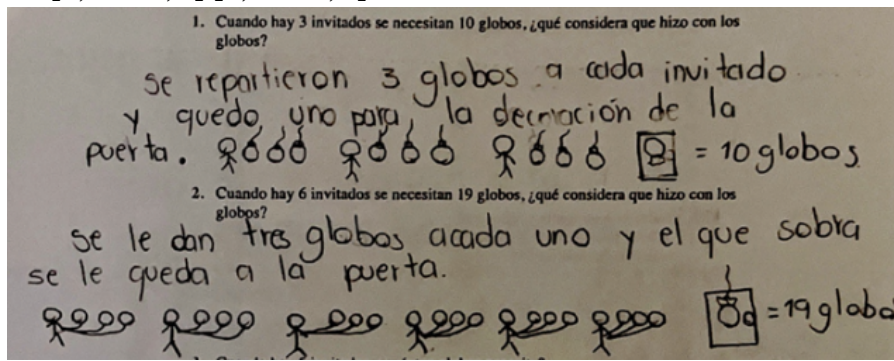 1. Cuando hay 3 invitados se necesitan 10 globos, ¿qué considera que hizo con los
globos?
se repartieron 3 globos a cada invitado
y quedo uno para la decoración de la
puerta. = 10 globos
2. Cuando hay 6 invitados se necesitan 19 globos, ¿qué considera que hizo con los
globos?
se le dan tres globos acada uno y el que sobra
se le queda a la puerta.
= 19 globo